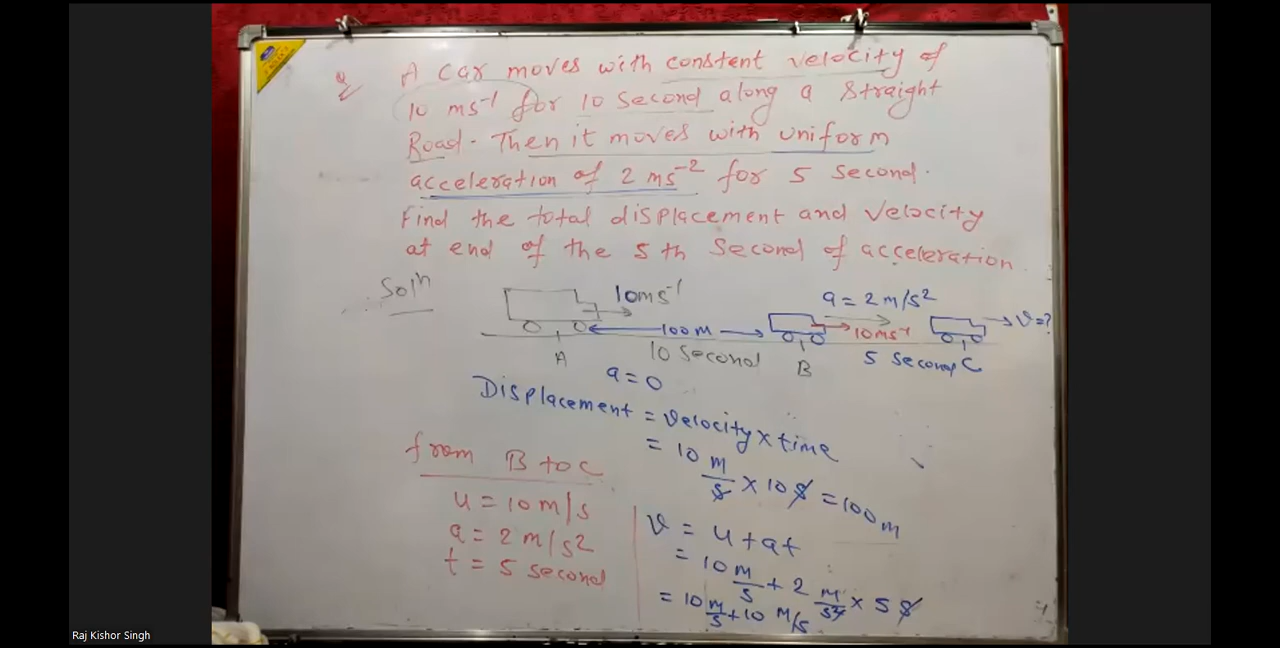 Q A car moves with constent velocity of
10 ms⁻¹ for 10 second along a straight
Road. Then it moves with uniform
acceleration of 2 ms⁻² for 5 second.
Find the total displacement and velocity
at end of the 5 th second of acceleration.
Solⁿ
10ms⁻¹
a = 2 m/s²
100 M
10ms⁻¹
v=?
A
10 second
B
5 second C
a = 0
Displacement = velocity × time
= 10 m/s × 10 s = 100 m
from B to C
u = 10 m/s
a = 2 m/s²
t = 5 second
v = u + at
= 10 m/s + 2 m/s² × 5 s
= 10 m/s + 10 m/s
Raj Kishor Singh